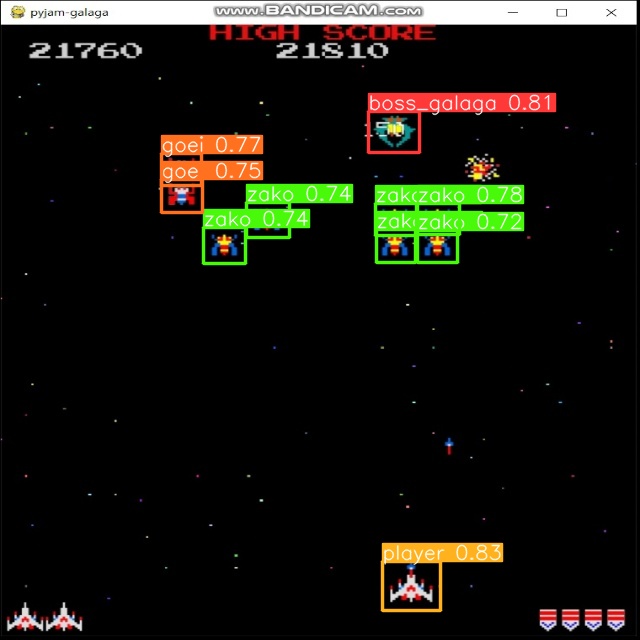 pyjam-galaga
www.BANDICAM.com
HIGH SCORE
21760 21810
boss_galaga 0.81
goei 0.77
goe 0.75
zako 0.74 zako 0.78
zako 0.74 zako 0.72
player 0.83